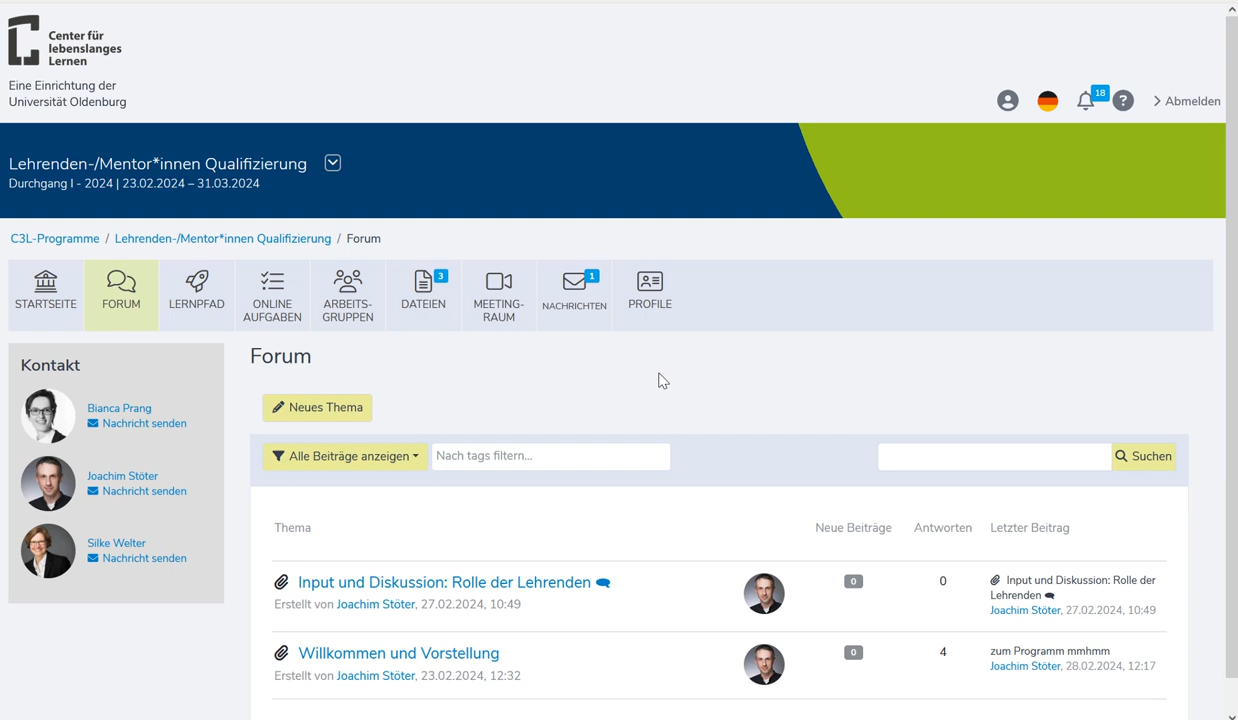 Center für
lebenslanges
Lernen
Eine Einrichtung der
Universität Oldenburg
18
?
Abmelden
Lehrenden-/Mentor*innen Qualifizierung
Durchgang I - 2024 | 23.02.2024 – 31.03.2024
C3L-Programme / Lehrenden-/Mentor*innen Qualifizierung / Forum
STARTSEITE
FORUM
LERNPFAD
ONLINE
AUFGABEN
ARBEITS-
GRUPPEN
3
DATEIEN
MEETING-
RAUM
1
NACHRICHTEN
PROFILE
Kontakt
Bianca Prang
Nachricht senden
Joachim Stöter
Nachricht senden
Silke Welter
Nachricht senden
Forum
Neues Thema
Alle Beiträge anzeigen
Nach tags filtern...
Suchen
Thema Neue Beiträge Antworten Letzter Beitrag
Input und Diskussion: Rolle der Lehrenden
Erstellt von Joachim Stöter, 27.02.2024, 10:49
0
0
Input und Diskussion: Rolle der
Lehrenden
Joachim Stöter, 27.02.2024, 10:49
Willkommen und Vorstellung
Erstellt von Joachim Stöter, 23.02.2024, 12:32
0
4
zum Programm mmhmm
Joachim Stöter, 28.02.2024, 12:17